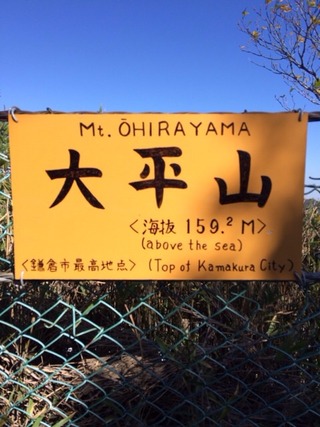 Mt. ŌHIRAYAMA
大平山
〈海抜 159.² M〉
(above the sea)
〈鎌倉市最高地点〉 (Top of Kamakura City)